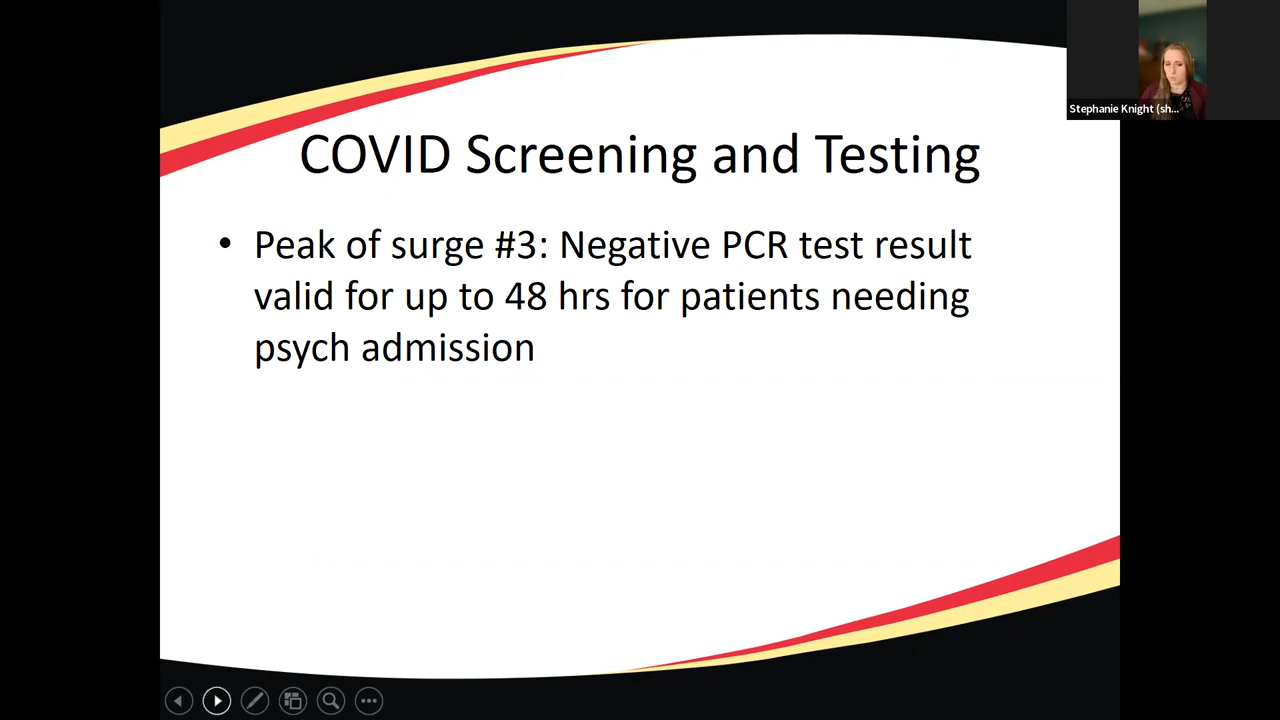 Stephanie Knight (sh...
COVID Screening and Testing
• Peak of surge #3: Negative PCR test result
valid for up to 48 hrs for patients needing
psych admission